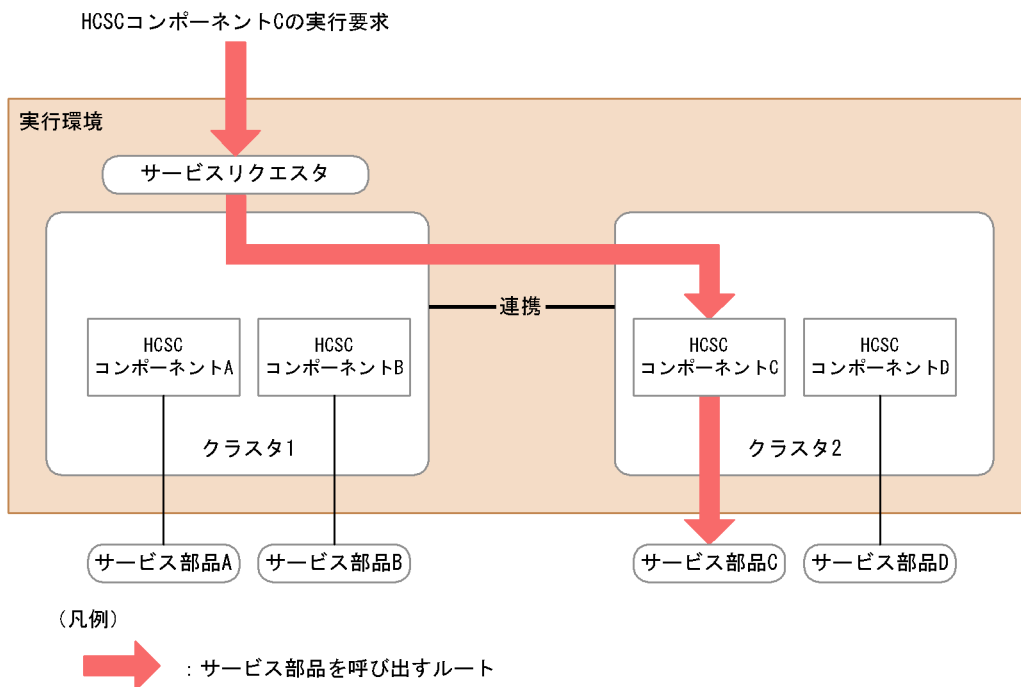 HCSCコンポーネントCの実行要求
実行環境
サービスリクエスタ
連携
HCSC
コンポーネントA
HCSC
コンポーネントB
HCSC
コンポーネントC
HCSC
コンポーネントD
クラスタ1
クラスタ2
サービス部品A
サービス部品B
サービス部品C
サービス部品D
(凡例)
:サービス部品を呼び出すルート